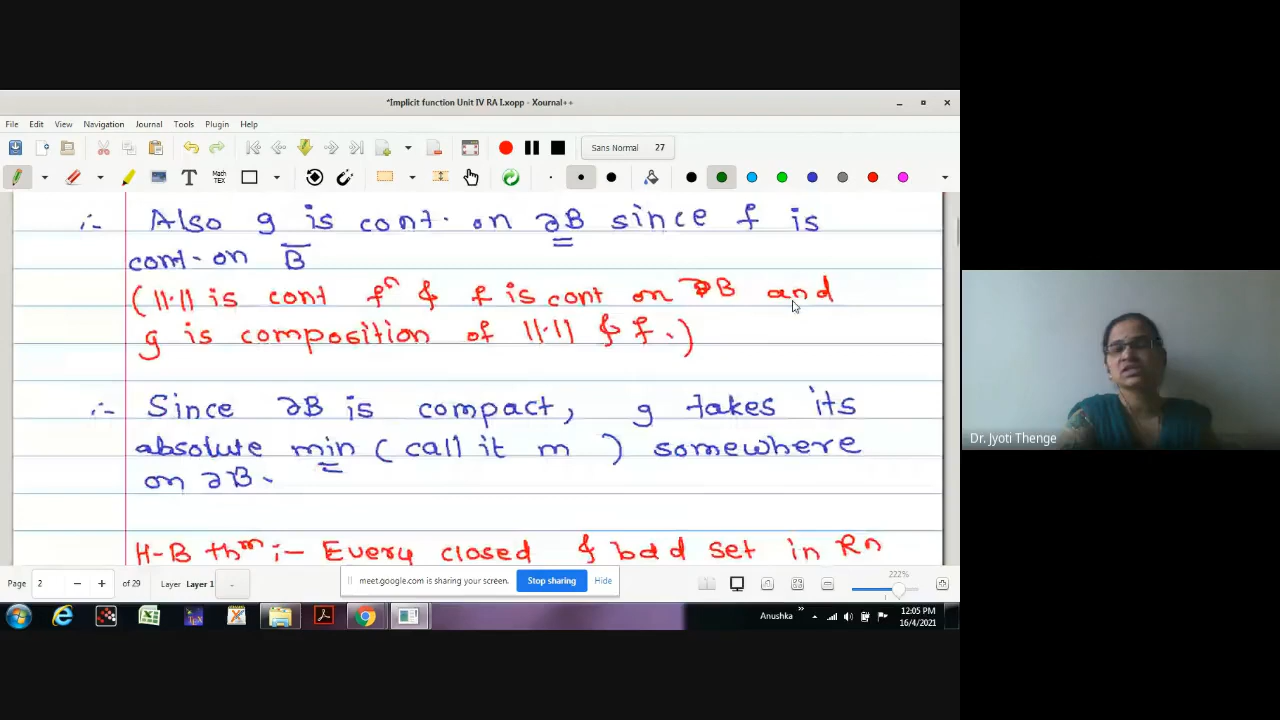 *Implicit function Unit IV RA I.xopp - Xournal++
File Edit View Navigation Journal Tools Plugin Help
Sans Normal 27
∴ Also g is cont. on ∂B since f is
cont. on B̅
(||·|| is cont fⁿ & f is cont on ∂B and
g is composition of ||·|| & f.)
∴ Since ∂B is compact, g takes its
absolute min (call it m) somewhere
on ∂B.
H-B thm :- Every closed & bdd set in Rn
Dr. Jyoti Thenge
Page 2 of 29 Layer Layer 1
meet.google.com is sharing your screen. Stop sharing Hide
222%
Anushka
12:05 PM
16/4/2021